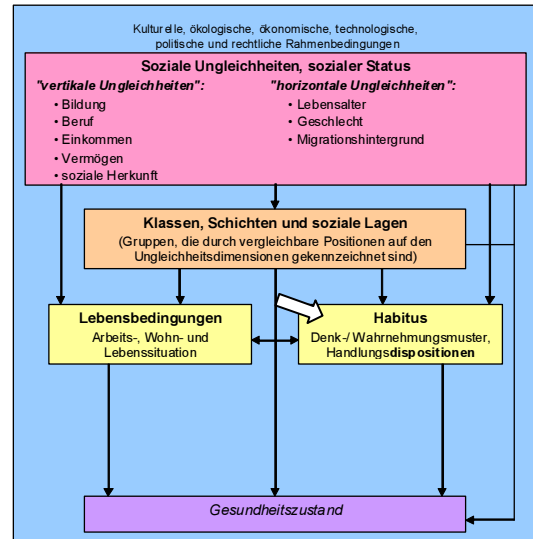 Kulturelle, ökologische, ökonomische, technologische,
politische und rechtliche Rahmenbedingungen
Soziale Ungleichheiten, sozialer Status
"vertikale Ungleichheiten":
• Bildung
• Beruf
• Einkommen
• Vermögen
• soziale Herkunft
"horizontale Ungleichheiten":
• Lebensalter
• Geschlecht
• Migrationshintergrund
Klassen, Schichten und soziale Lagen
(Gruppen, die durch vergleichbare Positionen auf den
Ungleichheitsdimensionen gekennzeichnet sind)
Lebensbedingungen
Arbeits-, Wohn- und
Lebenssituation
Habitus
Denk-/ Wahrnehmungsmuster,
Handlungsdispositionen
Gesundheitszustand